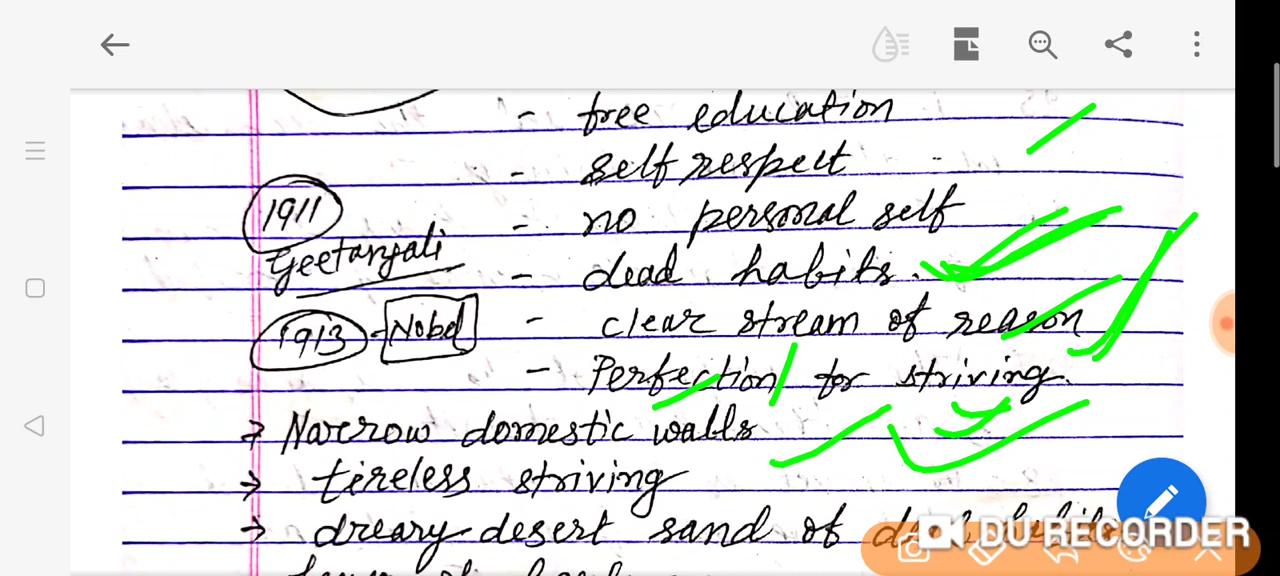 - free education
- self respect
1911
- no personal self
Geetanjali
- dead habits.
1913 - Nobel
- clear stream of reason
- Perfection for striving.
→ Narrow domestic walls
→ tireless striving
→ dreary desert sand of
DU RECORDER